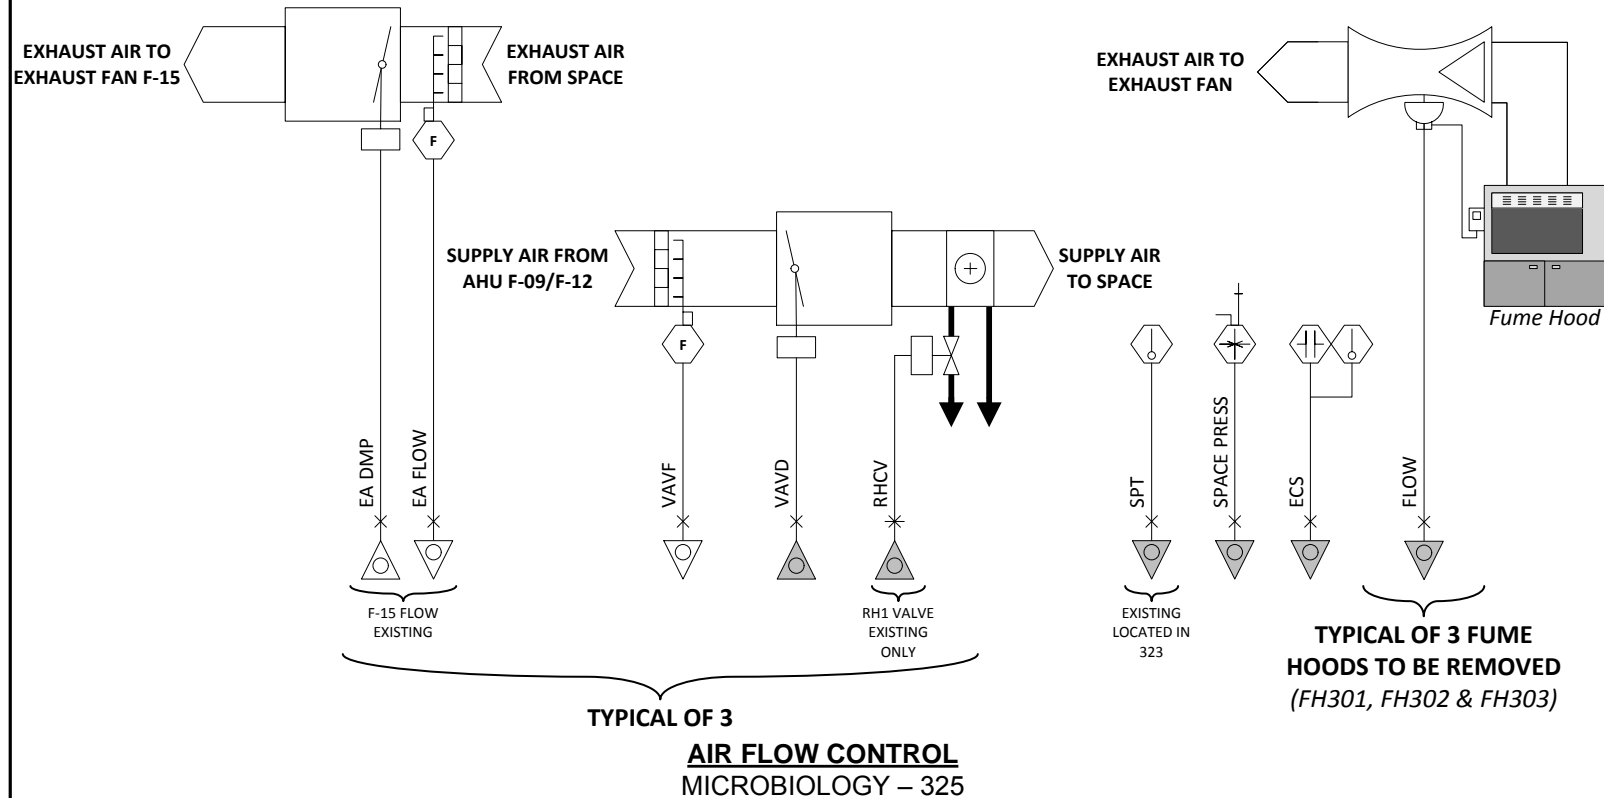 EXHAUST AIR TO
EXHAUST FAN F-15
EXHAUST AIR
FROM SPACE
F
EXHAUST AIR TO
EXHAUST FAN
Fume Hood
SUPPLY AIR FROM
AHU F-09/F-12
SUPPLY AIR
TO SPACE
F
EA DMP
EA FLOW
VAVF
VAVD
RHCV
SPT
SPACE PRESS
ECS
FLOW
F-15 FLOW
EXISTING
RH1 VALVE
EXISTING
ONLY
EXISTING
LOCATED IN
323
TYPICAL OF 3 FUME
HOODS TO BE REMOVED
(FH301, FH302 & FH303)
TYPICAL OF 3
AIR FLOW CONTROL
MICROBIOLOGY – 325